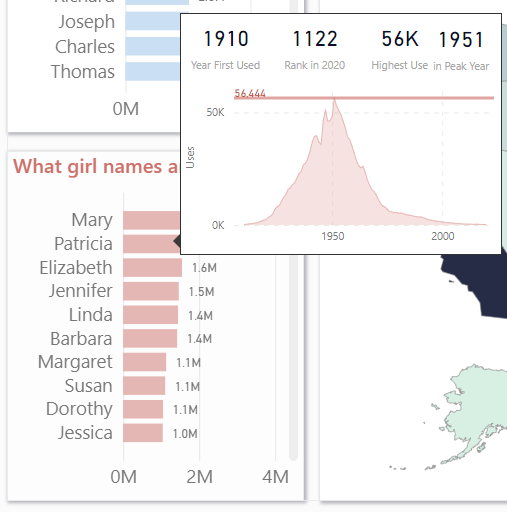 Joseph
Charles
Thomas
0M
1910 1122 56K 1951
Year First Used Rank in 2020 Highest Use in Peak Year
56,444
50K
Uses
0K
1950 2000
What girl names a
Mary
Patricia
Elizabeth 1.6M
Jennifer 1.5M
Linda 1.4M
Barbara 1.4M
Margaret 1.1M
Susan 1.1M
Dorothy 1.1M
Jessica 1.0M
0M 2M 4M